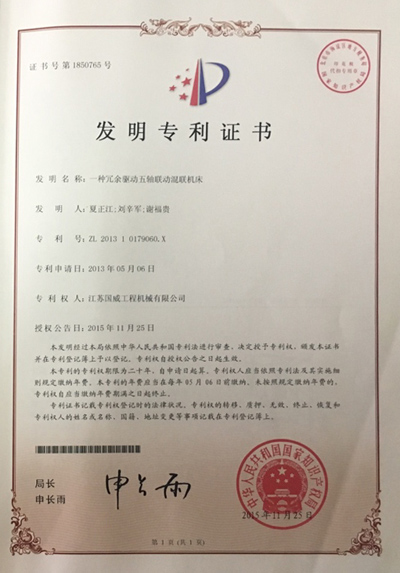 证书号第1850765号
发明专利证书
发明名称：一种冗余驱动五轴联动混联机床
发明人：夏正江;刘辛军;谢福贵
专利号：ZL 2013 1 0179060.X
专利申请日：2013年05月06日
专利权人：江苏国威工程机械有限公司
授权公告日：2015年11月25日
本发明经过本局依照中华人民共和国专利法进行审查，决定授予专利权，颁发本证书
并在专利登记簿上予以登记。专利权自授权公告之日起生效。
本专利的专利权期限为二十年，自申请日起算。专利权人应当依照专利法及其实施细
则规定缴纳年费。本专利的年费应当在每年05月06日前缴纳。未按照规定缴纳年费的，
专利权自应当缴纳年费期满之日起终止。
专利证书记载专利权登记时的法律状况。专利权的转移、质押、无效、终止、恢复和
专利权人的姓名或名称、国籍、地址变更等事项记载在专利登记簿上。
局长
申长雨
申长雨
中华人民共和国国家知识产权局
2015年11月25日
第1页(共1页)